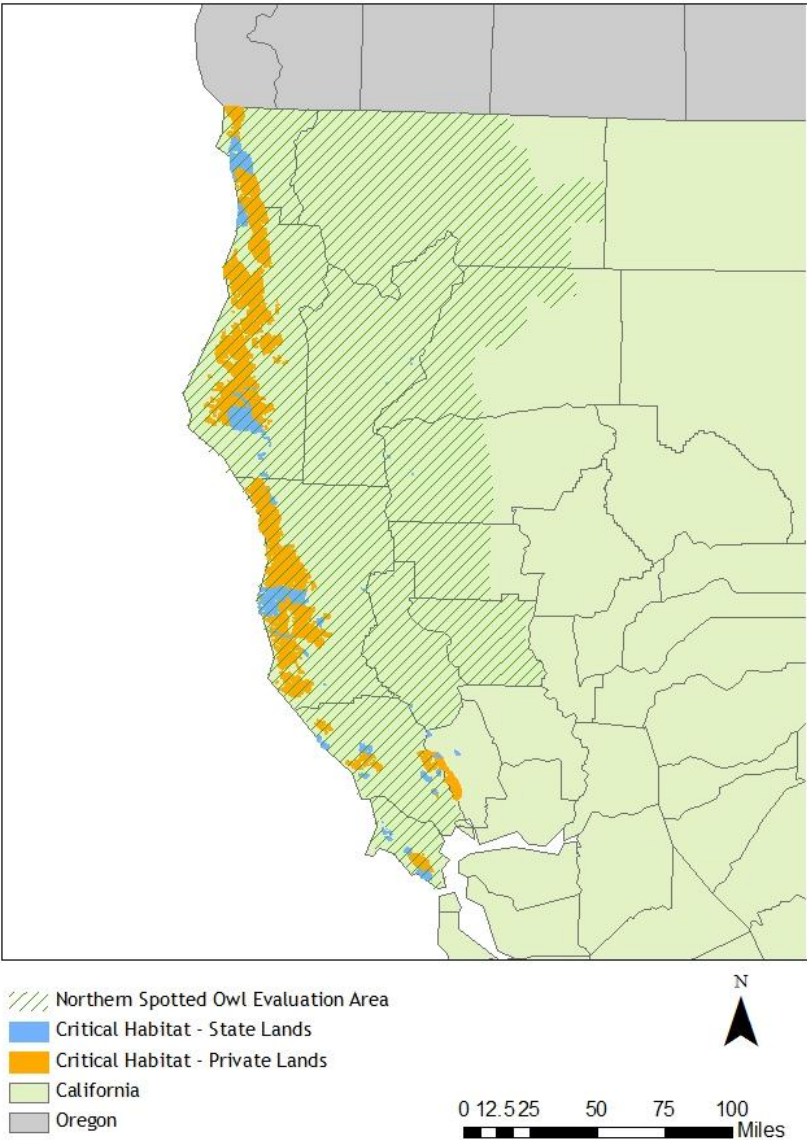 Northern Spotted Owl Evaluation Area
Critical Habitat - State Lands
Critical Habitat - Private Lands
California
Oregon
N
0 12.5 25 50 75 100
Miles